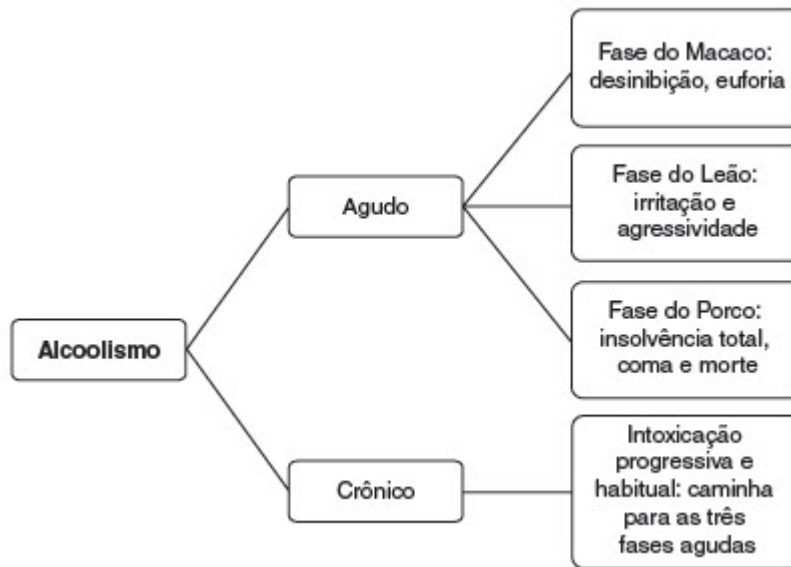 Fase do Macaco:
desinibição, euforia
Agudo
Fase do Leão:
irritação e
agressividade
Fase do Porco:
insolvência total,
coma e morte
Alcoolismo
Crônico
Intoxicação
progressiva e
habitual: caminha
para as três
fases agudas